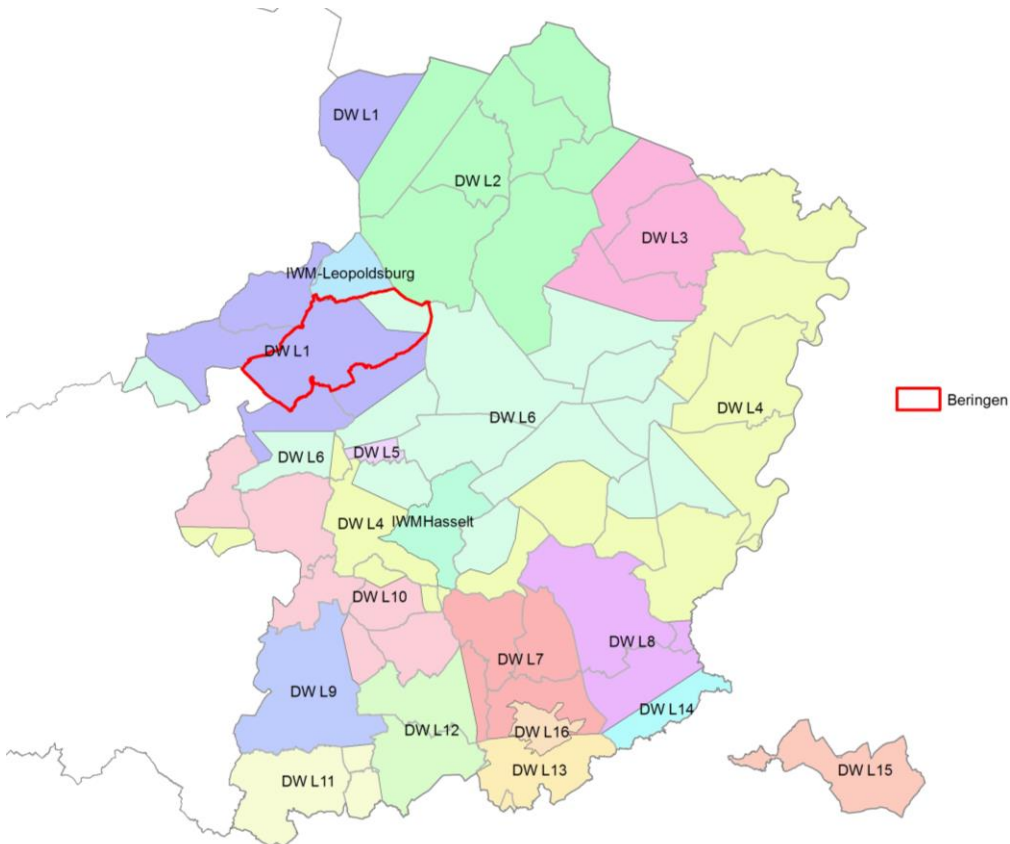 DW L1
DW L2
DW L3
IWM-Leopoldsburg
DW L1
Beringen
DW L4
DW L6
DW L5
DW L6
DW L4
IWMHasselt
DW L10
DW L8
DW L7
DW L9
DW L14
DW L12
DW L16
DW L13
DW L15
DW L11